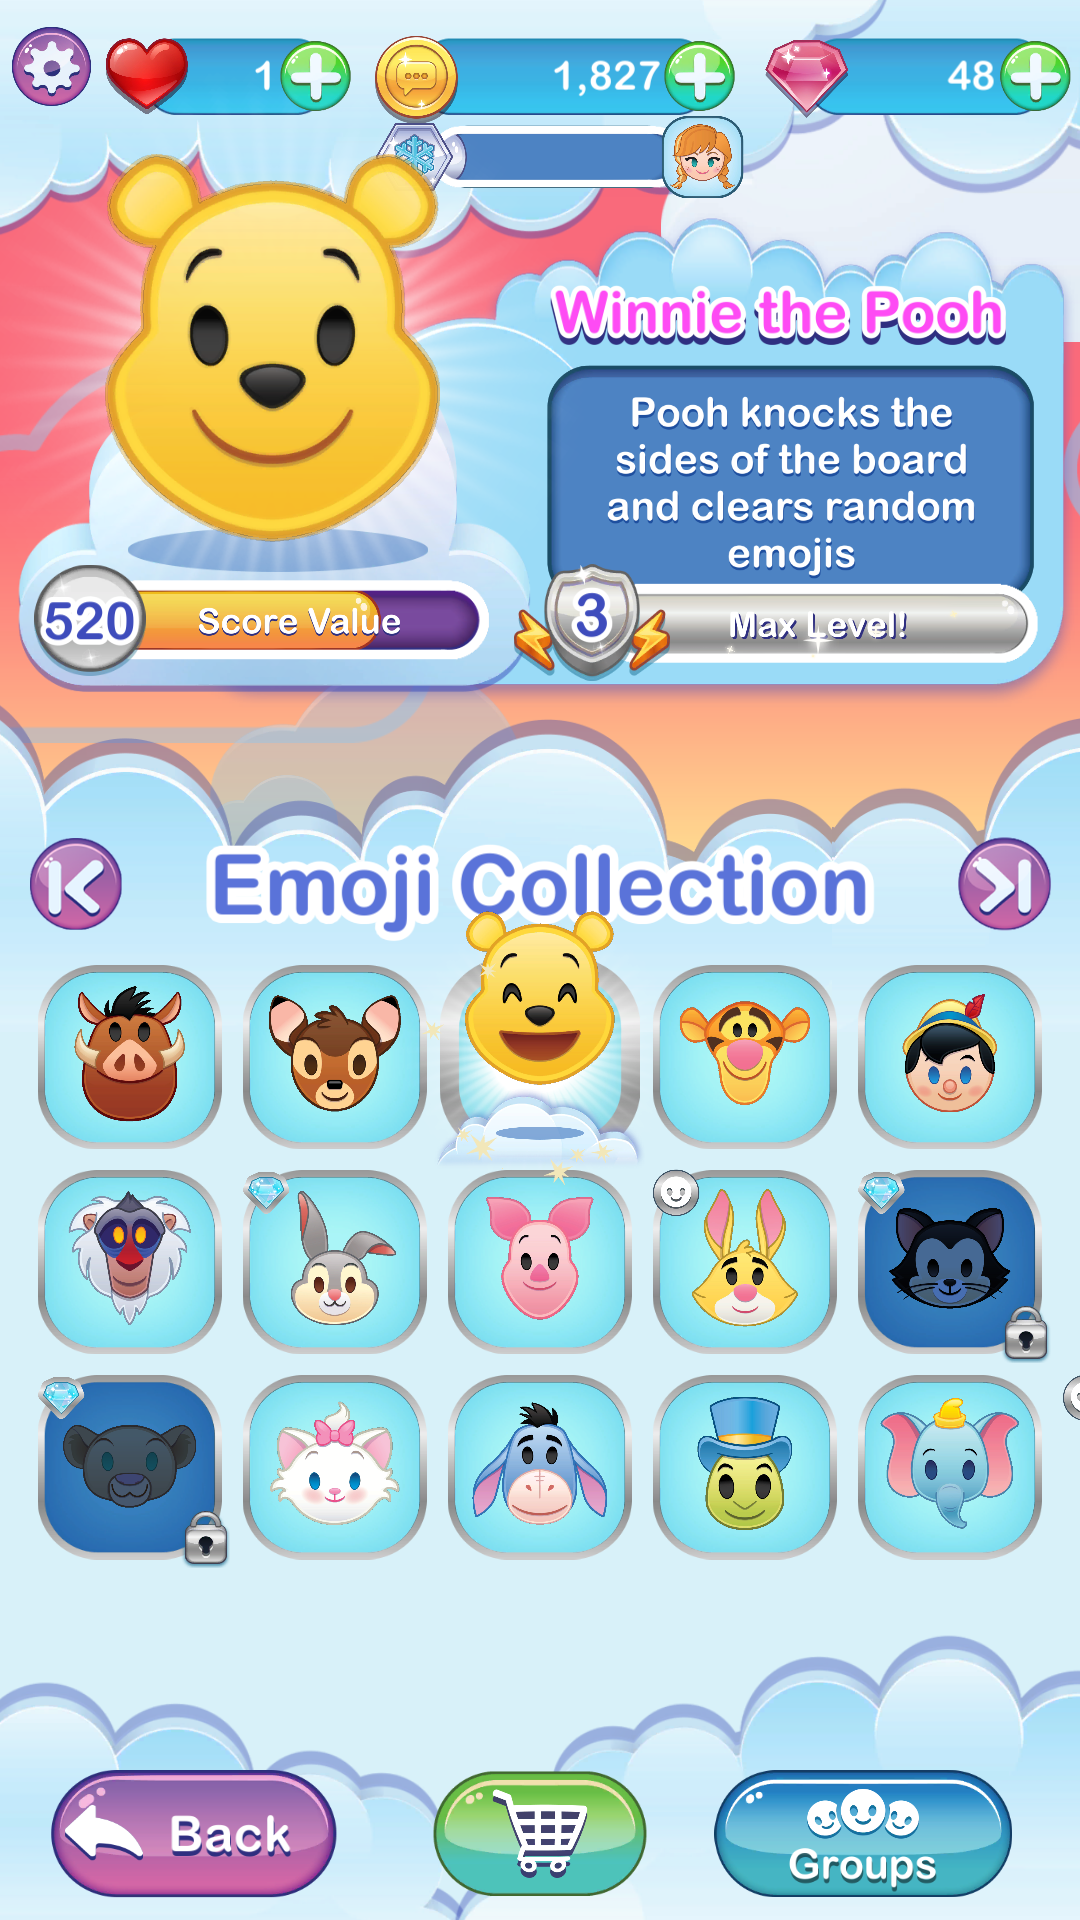 1
1,827
48
Winnie the Pooh
Pooh knocks the
sides of the board
and clears random
emojis
520
Score Value
3
Max Level!
Emoji Collection
Back
Groups